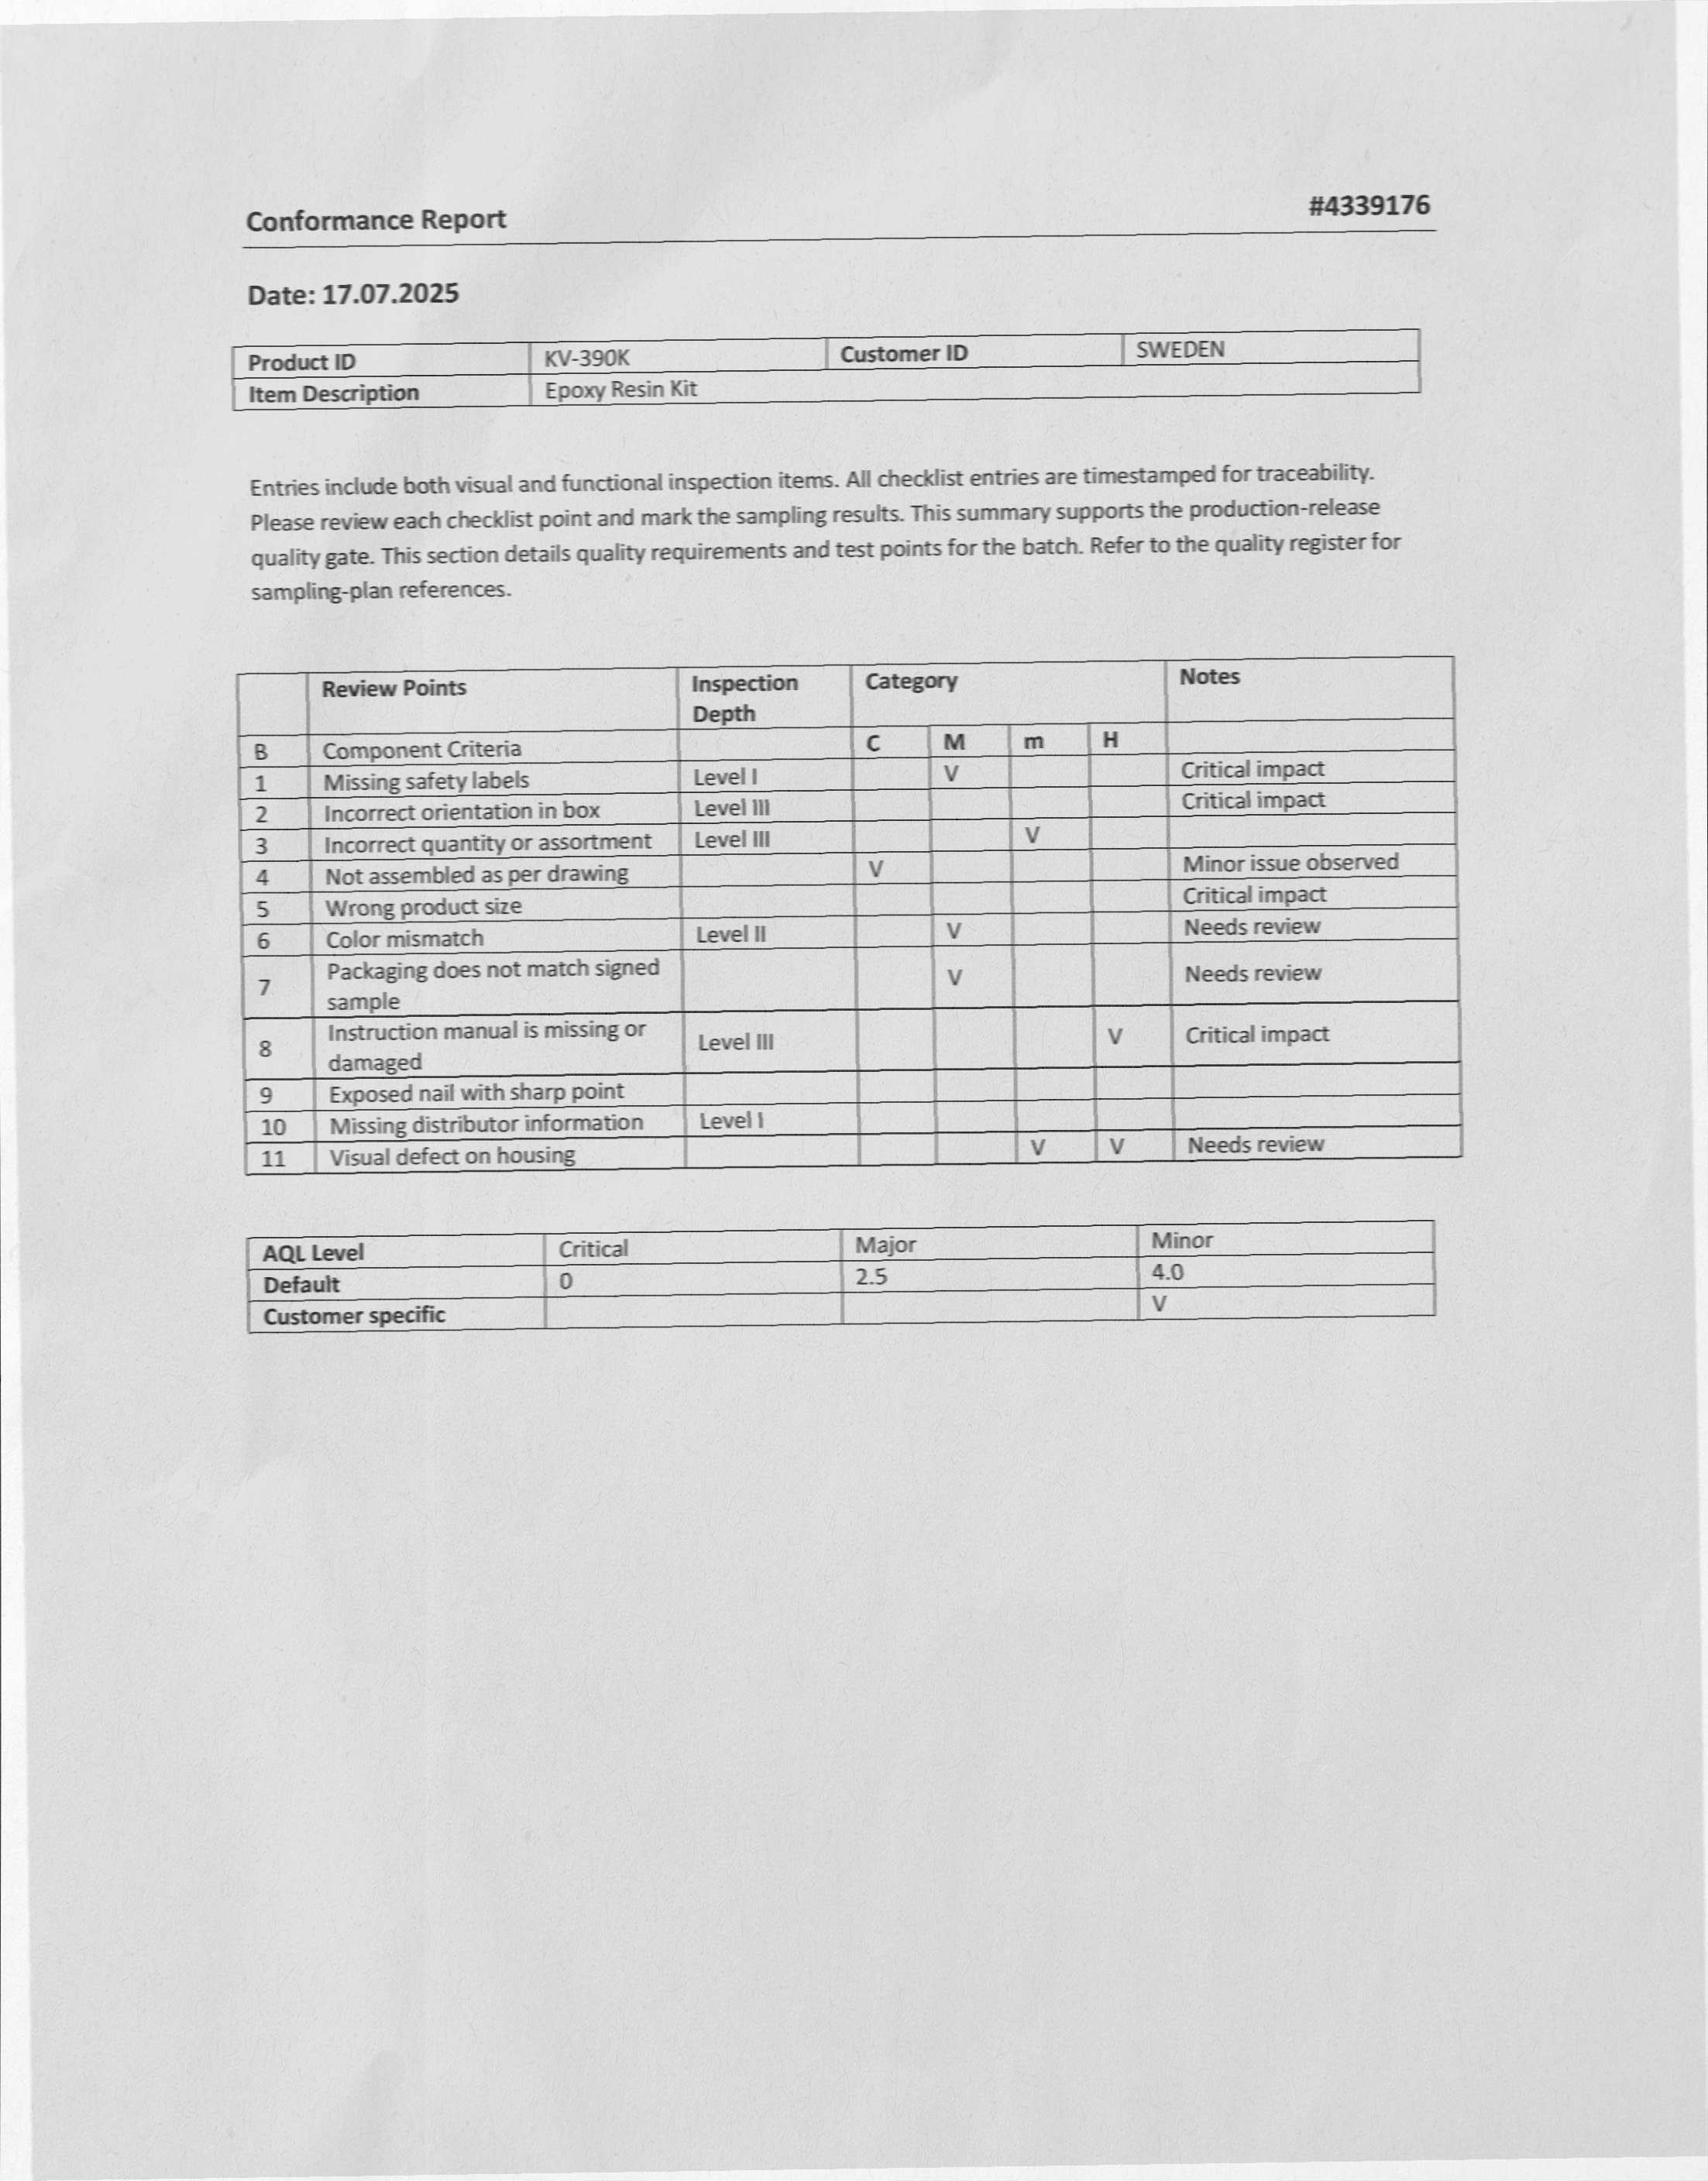 Conformance Report #4339176
Date: 17.07.2025
Product ID KV-390K Customer ID SWEDEN
Item Description Epoxy Resin Kit
Entries include both visual and functional inspection items. All checklist entries are timestamped for traceability.
Please review each checklist point and mark the sampling results. This summary supports the production-release
quality gate. This section details quality requirements and test points for the batch. Refer to the quality register for
sampling-plan references.
Review Points Inspection Depth Category Notes
B Component Criteria C M m H
1 Missing safety labels Level I V Critical impact
2 Incorrect orientation in box Level III Critical impact
3 Incorrect quantity or assortment Level III V
4 Not assembled as per drawing V Minor issue observed
5 Wrong product size Critical impact
6 Color mismatch Level II V Needs review
7 Packaging does not match signed sample V Needs review
8 Instruction manual is missing or damaged Level III V Critical impact
9 Exposed nail with sharp point
10 Missing distributor information Level I
11 Visual defect on housing V V Needs review
AQL Level Critical Major Minor
Default 0 2.5 4.0
Customer specific V